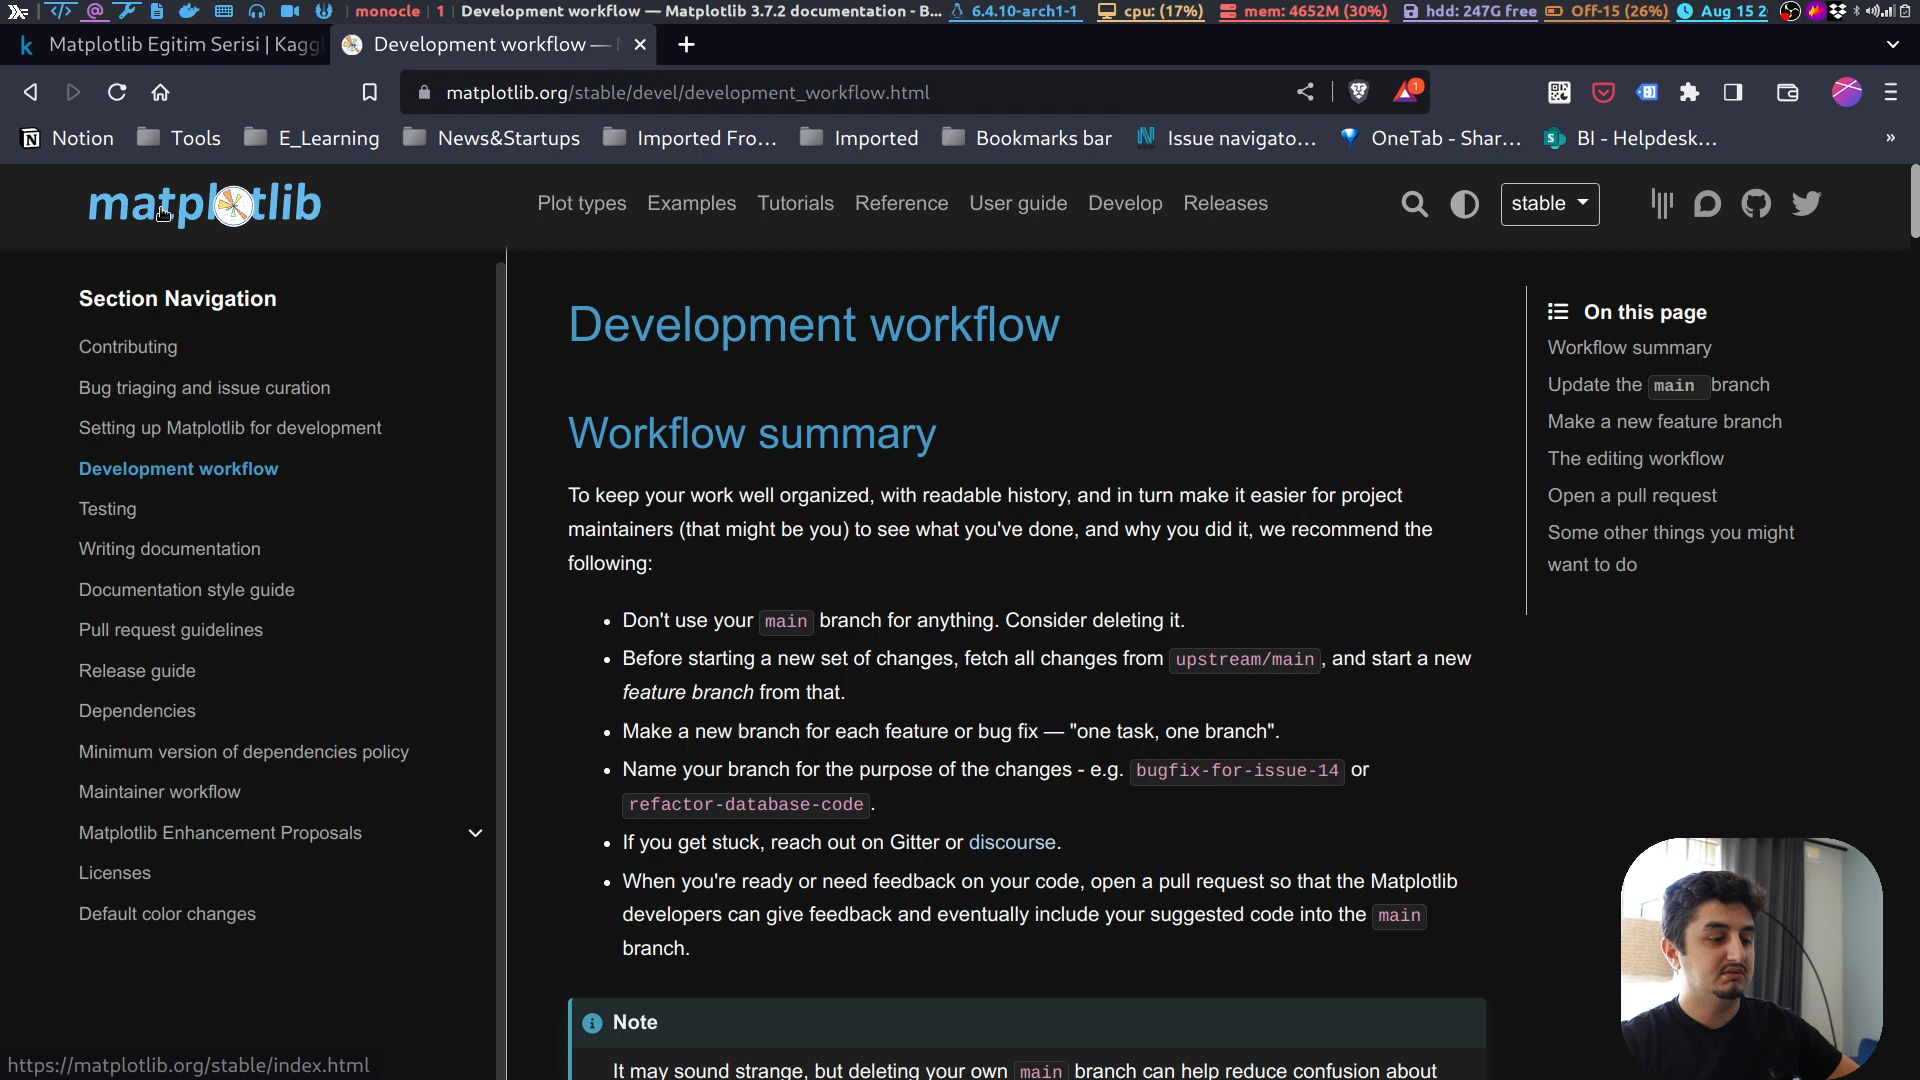 monocle | 1 | Development workflow — Matplotlib 3.7.2 documentation - B... 6.4.10-arch1-1 cpu: (17%) mem: 4652M (30%) hdd: 247G free Off-15 (26%) Aug 15 2
Matplotlib Egitim Serisi | Kaggl Development workflow —
matplotlib.org/stable/devel/development_workflow.html 1
Notion Tools E_Learning News&Startups Imported Fro... Imported Bookmarks bar Issue navigato... OneTab - Shar... BI - Helpdesk... »
matplotlib Plot types Examples Tutorials Reference User guide Develop Releases stable
Section Navigation
Contributing
Bug triaging and issue curation
Setting up Matplotlib for development
Development workflow
Testing
Writing documentation
Documentation style guide
Pull request guidelines
Release guide
Dependencies
Minimum version of dependencies policy
Maintainer workflow
Matplotlib Enhancement Proposals
Licenses
Default color changes
Development workflow
Workflow summary
To keep your work well organized, with readable history, and in turn make it easier for project
maintainers (that might be you) to see what you've done, and why you did it, we recommend the
following:
• Don't use your main branch for anything. Consider deleting it.
• Before starting a new set of changes, fetch all changes from upstream/main, and start a new
feature branch from that.
• Make a new branch for each feature or bug fix — "one task, one branch".
• Name your branch for the purpose of the changes - e.g. bugfix-for-issue-14 or
refactor-database-code.
• If you get stuck, reach out on Gitter or discourse.
• When you're ready or need feedback on your code, open a pull request so that the Matplotlib
developers can give feedback and eventually include your suggested code into the main
branch.
Note
It may sound strange, but deleting your own main branch can help reduce confusion about
On this page
Workflow summary
Update the main branch
Make a new feature branch
The editing workflow
Open a pull request
Some other things you might
want to do
https://matplotlib.org/stable/index.html